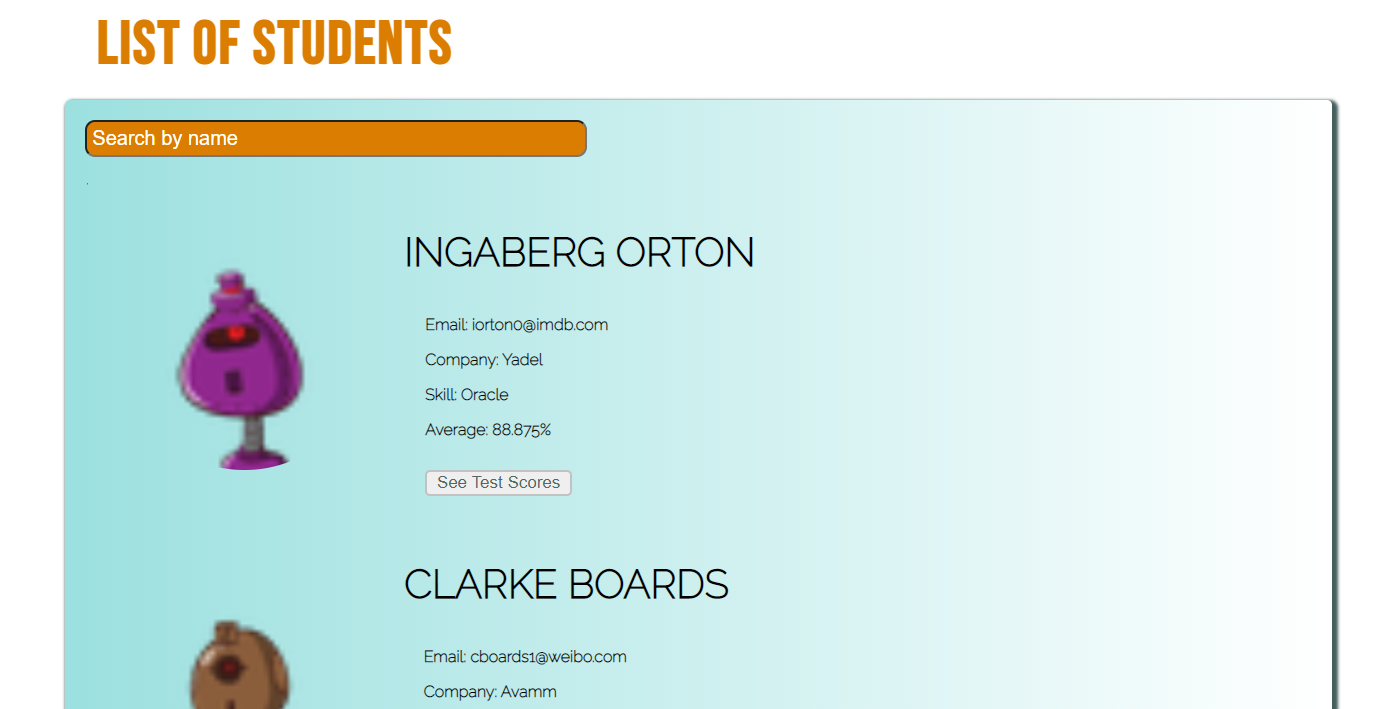 LIST OF STUDENTS
Search by name
.
INGABERG ORTON
Email: iorton0@imdb.com
Company: Yadel
Skill: Oracle
Average: 88.875%
See Test Scores
CLARKE BOARDS
Email: cboards1@weibo.com
Company: Avamm